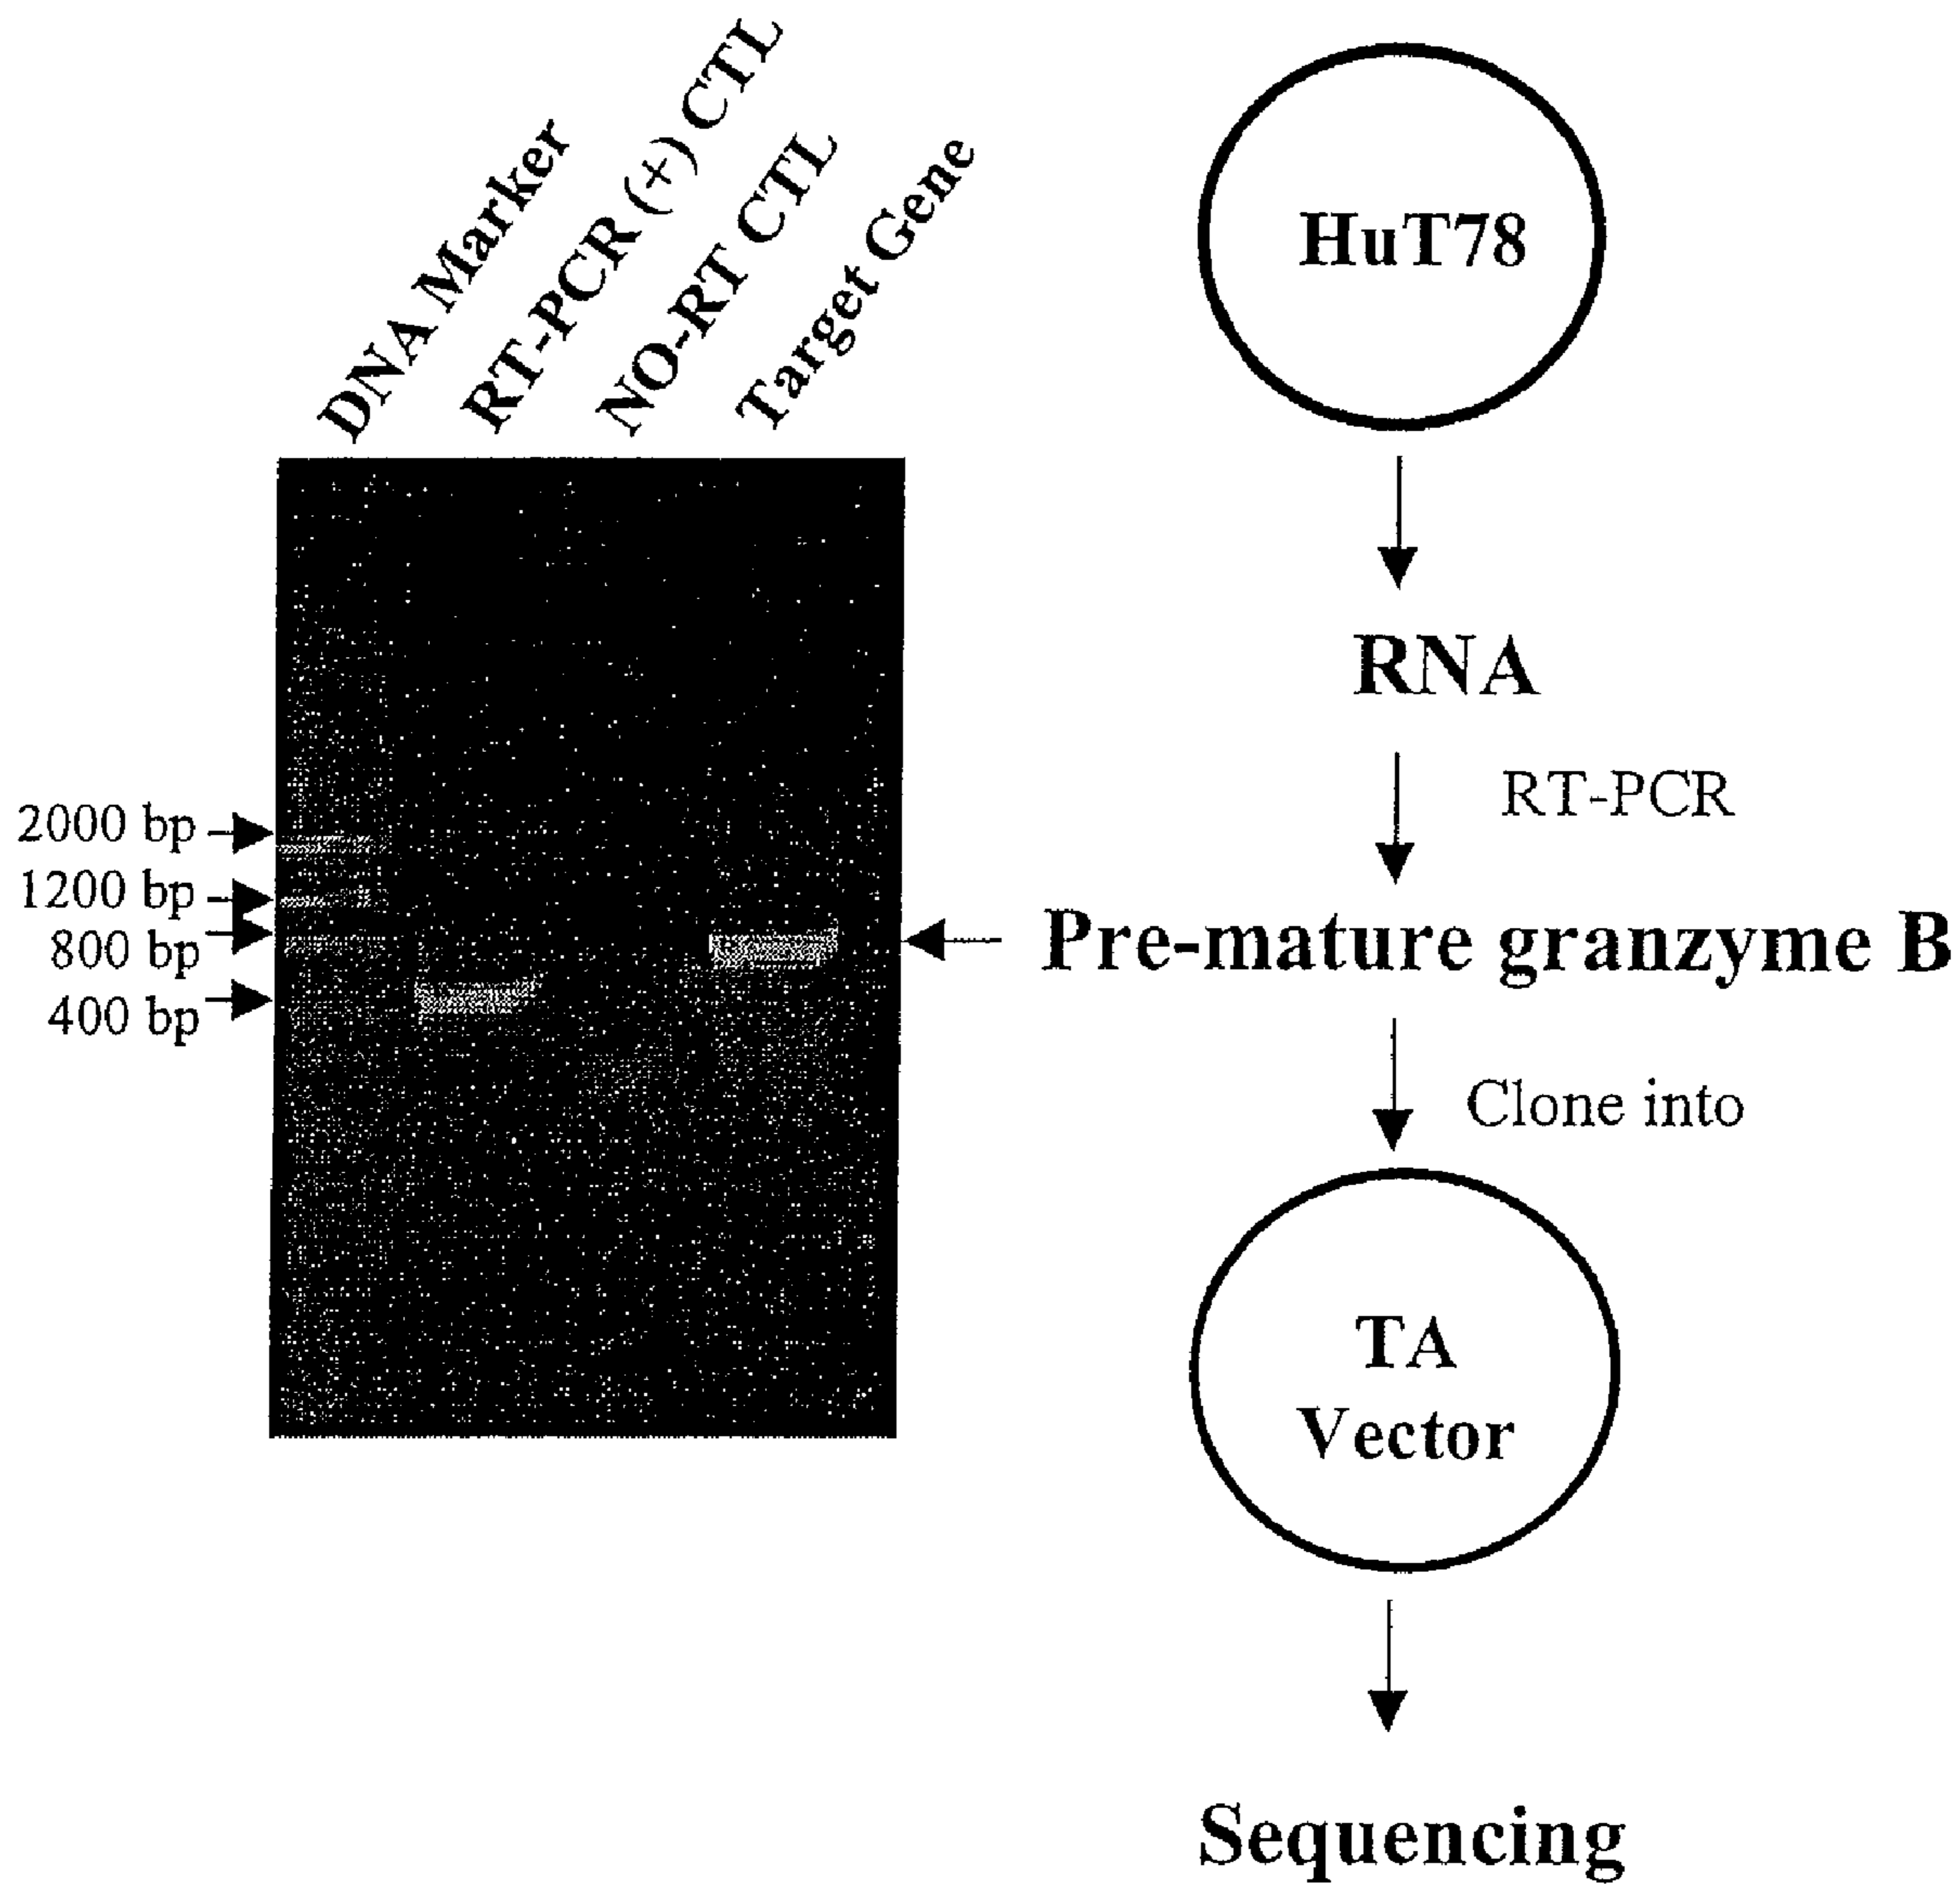 DNA Marker
RT-PCR (+) CTL
NO-RT CTL
Target Gene
2000 bp
1200 bp
800 bp
400 bp
HuT78
RNA
RT-PCR
Pre-mature granzyme B
Clone into
TA
Vector
Sequencing